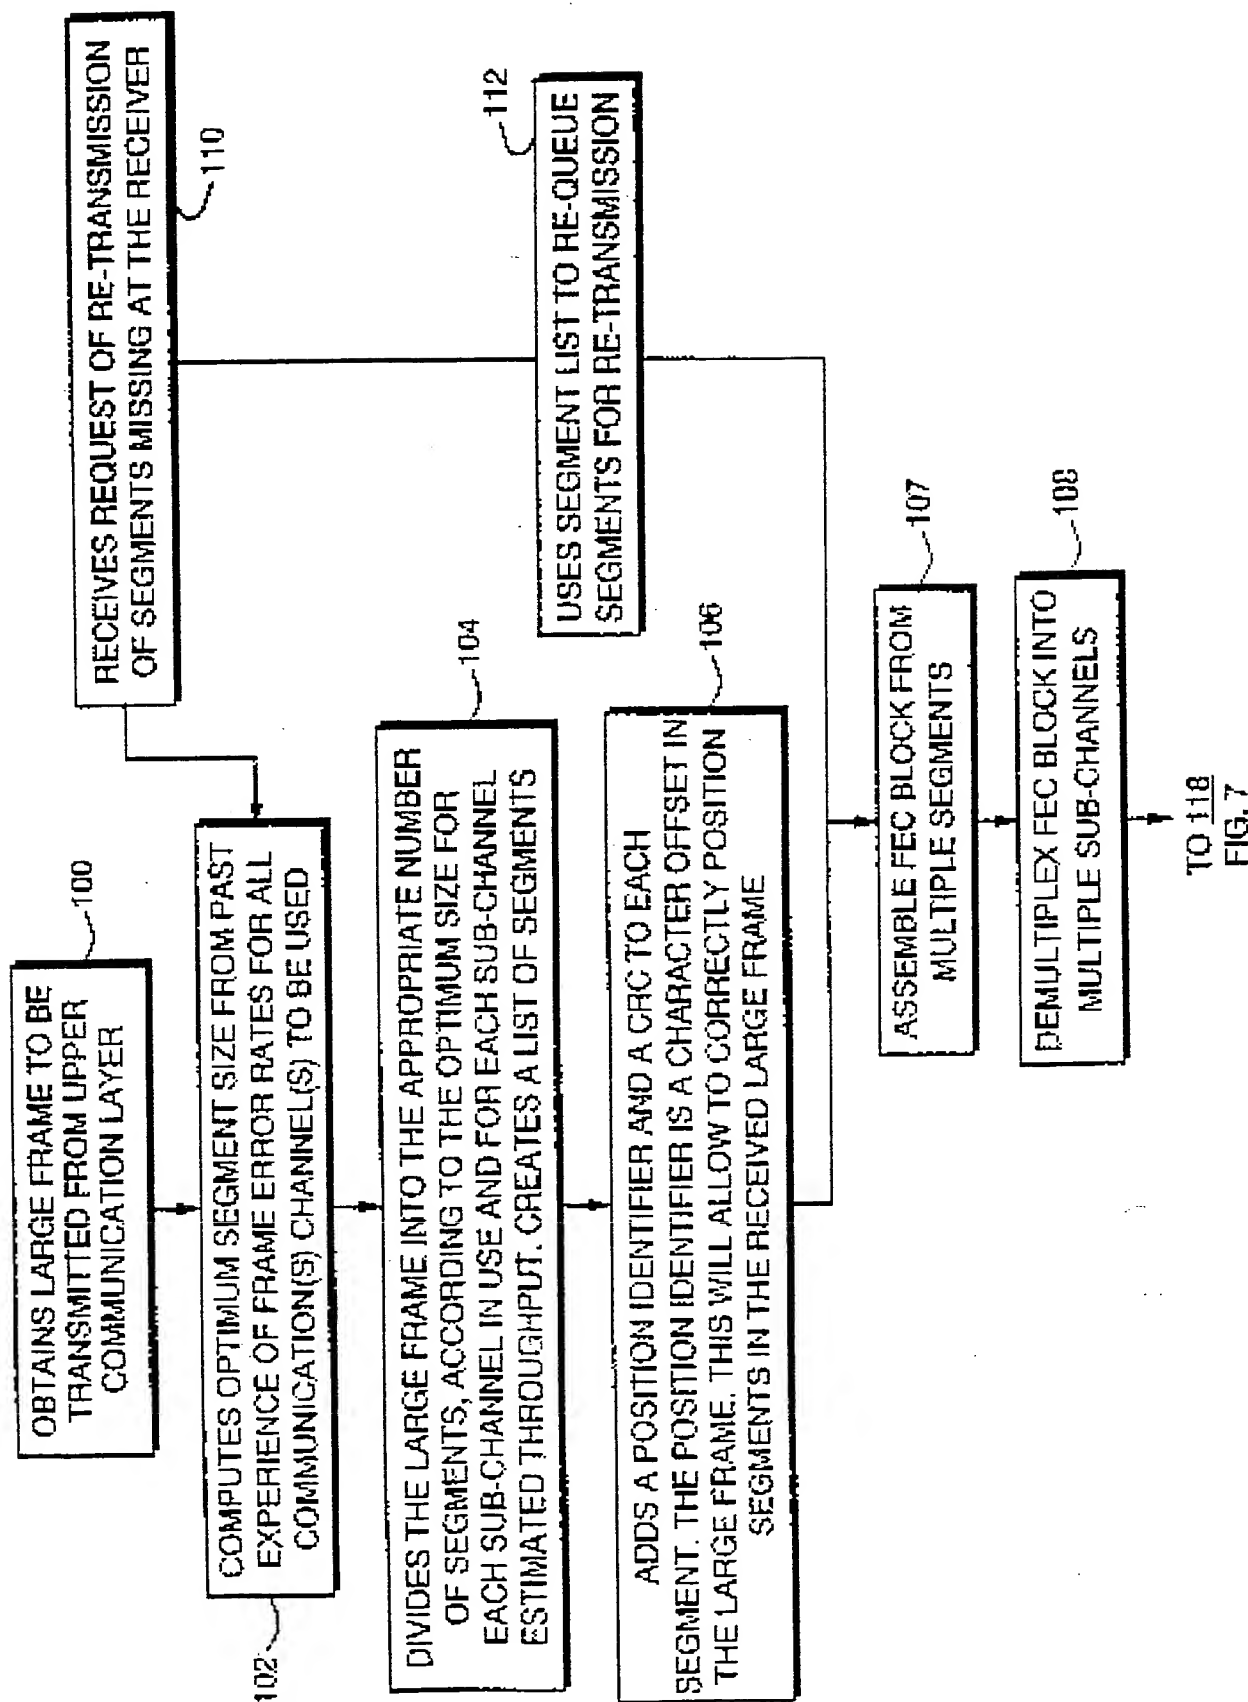 OBTAINS LARGE FRAME TO BE
TRANSMITTED FROM UPPER
COMMUNICATION LAYER
100
RECEIVES REQUEST OF RE-TRANSMISSION
OF SEGMENTS MISSING AT THE RECEIVER
110
COMPUTES OPTIMUM SEGMENT SIZE FROM PAST
EXPERIENCE OF FRAME ERROR RATES FOR ALL
COMMUNICATION(S) CHANNEL(S) TO BE USED
102
DIVIDES THE LARGE FRAME INTO THE APPROPRIATE NUMBER
OF SEGMENTS, ACCORDING TO THE OPTIMUM SIZE FOR
EACH SUB-CHANNEL IN USE AND FOR EACH SUB-CHANNEL
ESTIMATED THROUGHPUT. CREATES A LIST OF SEGMENTS
104
USES SEGMENT LIST TO RE-QUEUE
SEGMENTS FOR RE-TRANSMISSION
112
ADDS A POSITION IDENTIFIER AND A CRC TO EACH
SEGMENT. THE POSITION IDENTIFIER IS A CHARACTER OFFSET IN
THE LARGE FRAME. THIS WILL ALLOW TO CORRECTLY POSITION
SEGMENTS IN THE RECEIVED LARGE FRAME
106
ASSEMBLE FEC BLOCK FROM
MULTIPLE SEGMENTS
107
DEMULTIPLEX FEC BLOCK INTO
MULTIPLE SUB-CHANNELS
108
TO 118
FIG. 7